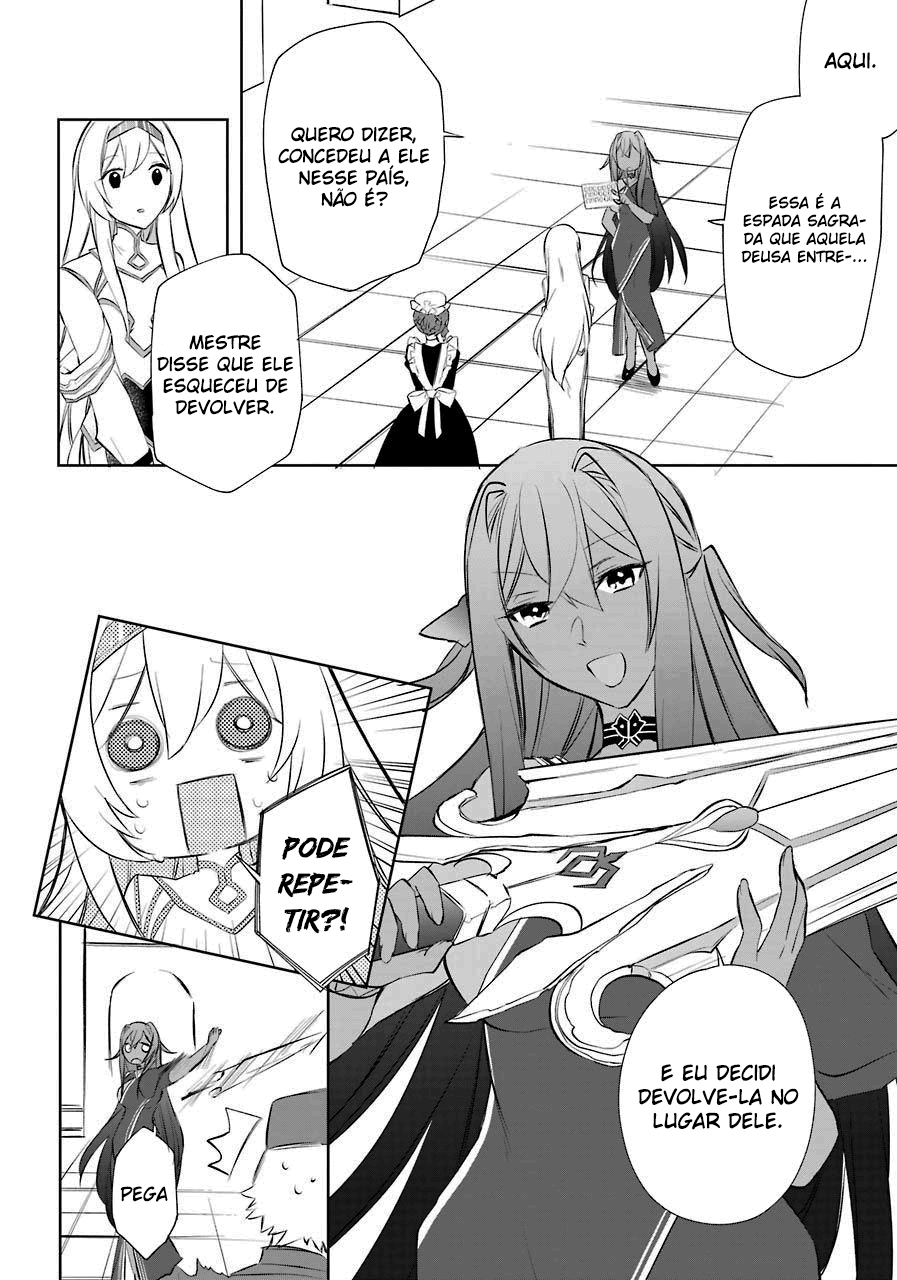 AQUI.
ESSA É A
ESPADA SAGRA-
DA QUE AQUELA
DEUSA ENTRE-...
QUERO DIZER,
CONCEDEU A ELE
NESSE PAÍS,
NÃO É?
MESTRE
DISSE QUE ELE
ESQUECEU DE
DEVOLVER.
E EU DECIDI
DEVOLVE-LA NO
LUGAR DELE.
PODE
REPE-
TIR?!
PEGA